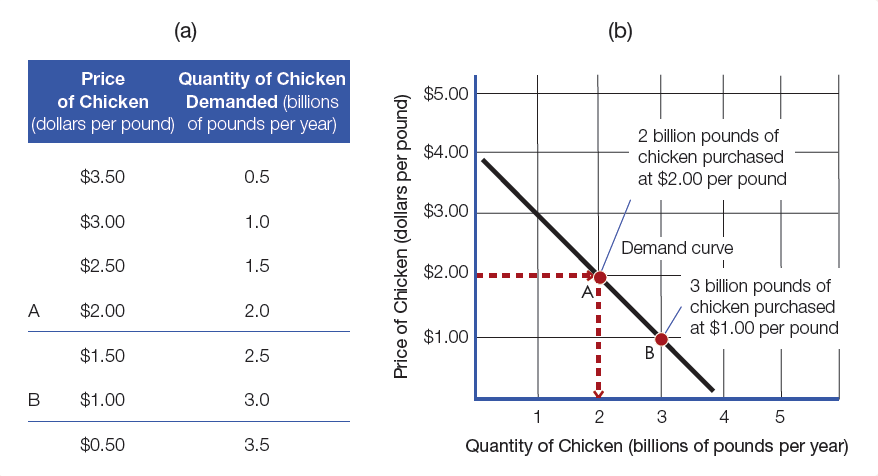 (a)
Price
of Chicken
(dollars per pound)
Quantity of Chicken
Demanded (billions
of pounds per year)
$3.50 0.5
$3.00 1.0
$2.50 1.5
A $2.00 2.0
$1.50 2.5
B $1.00 3.0
$0.50 3.5
(b)
Price of Chicken (dollars per pound)
$5.00
$4.00
$3.00
$2.00
$1.00
2 billion pounds of
chicken purchased
at $2.00 per pound
Demand curve
A
3 billion pounds of
chicken purchased
at $1.00 per pound
B
1 2 3 4 5
Quantity of Chicken (billions of pounds per year)